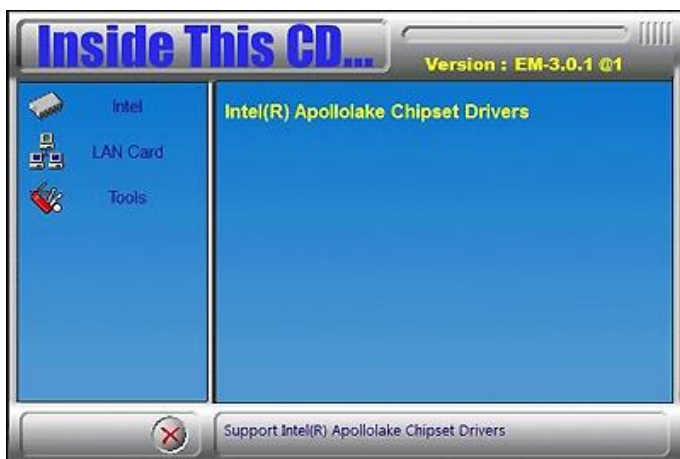 Inside This CD...
Version : EM-3.0.1 @1
Intel
LAN Card
Tools
Intel(R) Apollolake Chipset Drivers
Support Intel(R) Apollolake Chipset Drivers